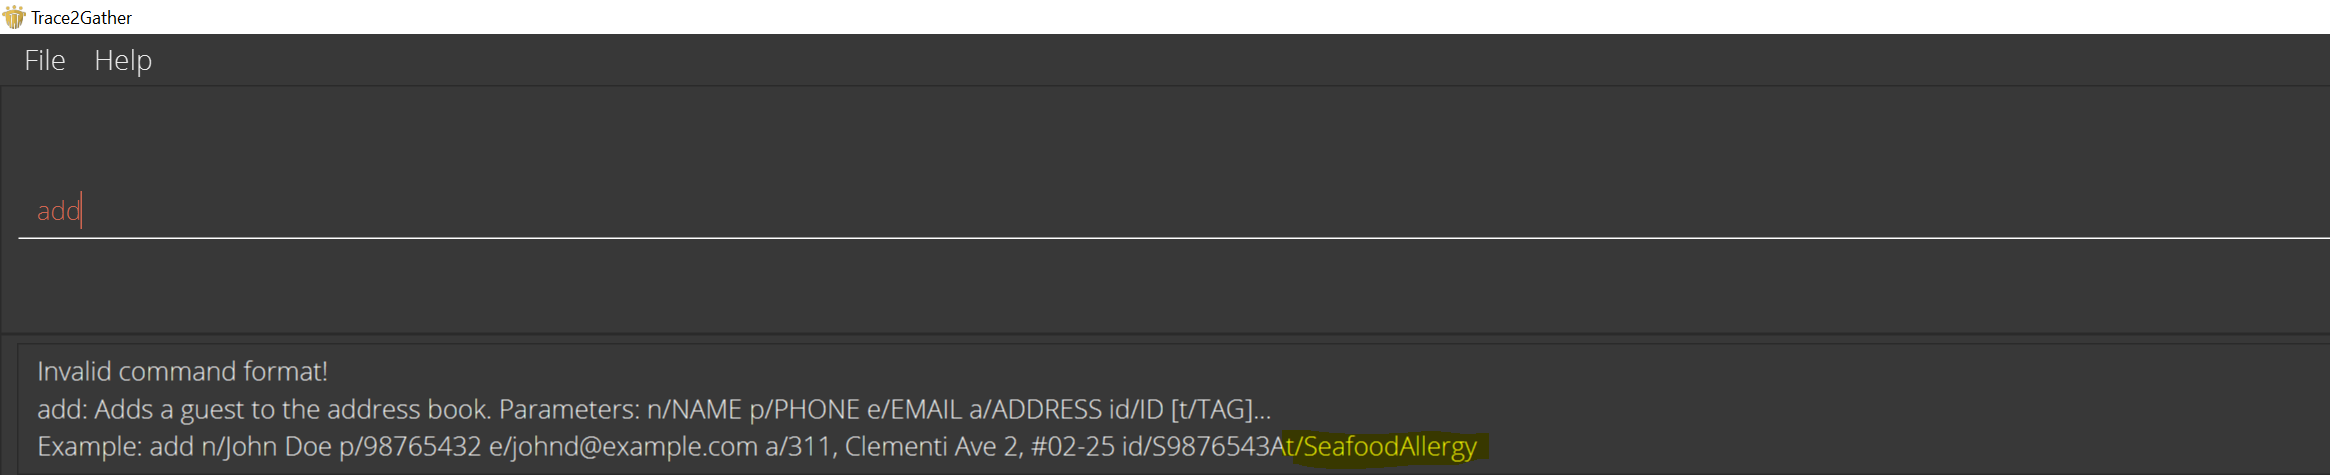 Trace2Gather
File Help
add
Invalid command format!
add: Adds a guest to the address book. Parameters: n/NAME p/PHONE e/EMAIL a/ADDRESS id/ID [t/TAG]...
Example: add n/John Doe p/98765432 e/johnd@example.com a/311, Clementi Ave 2, #02-25 id/S9876543At/SeafoodAllergy